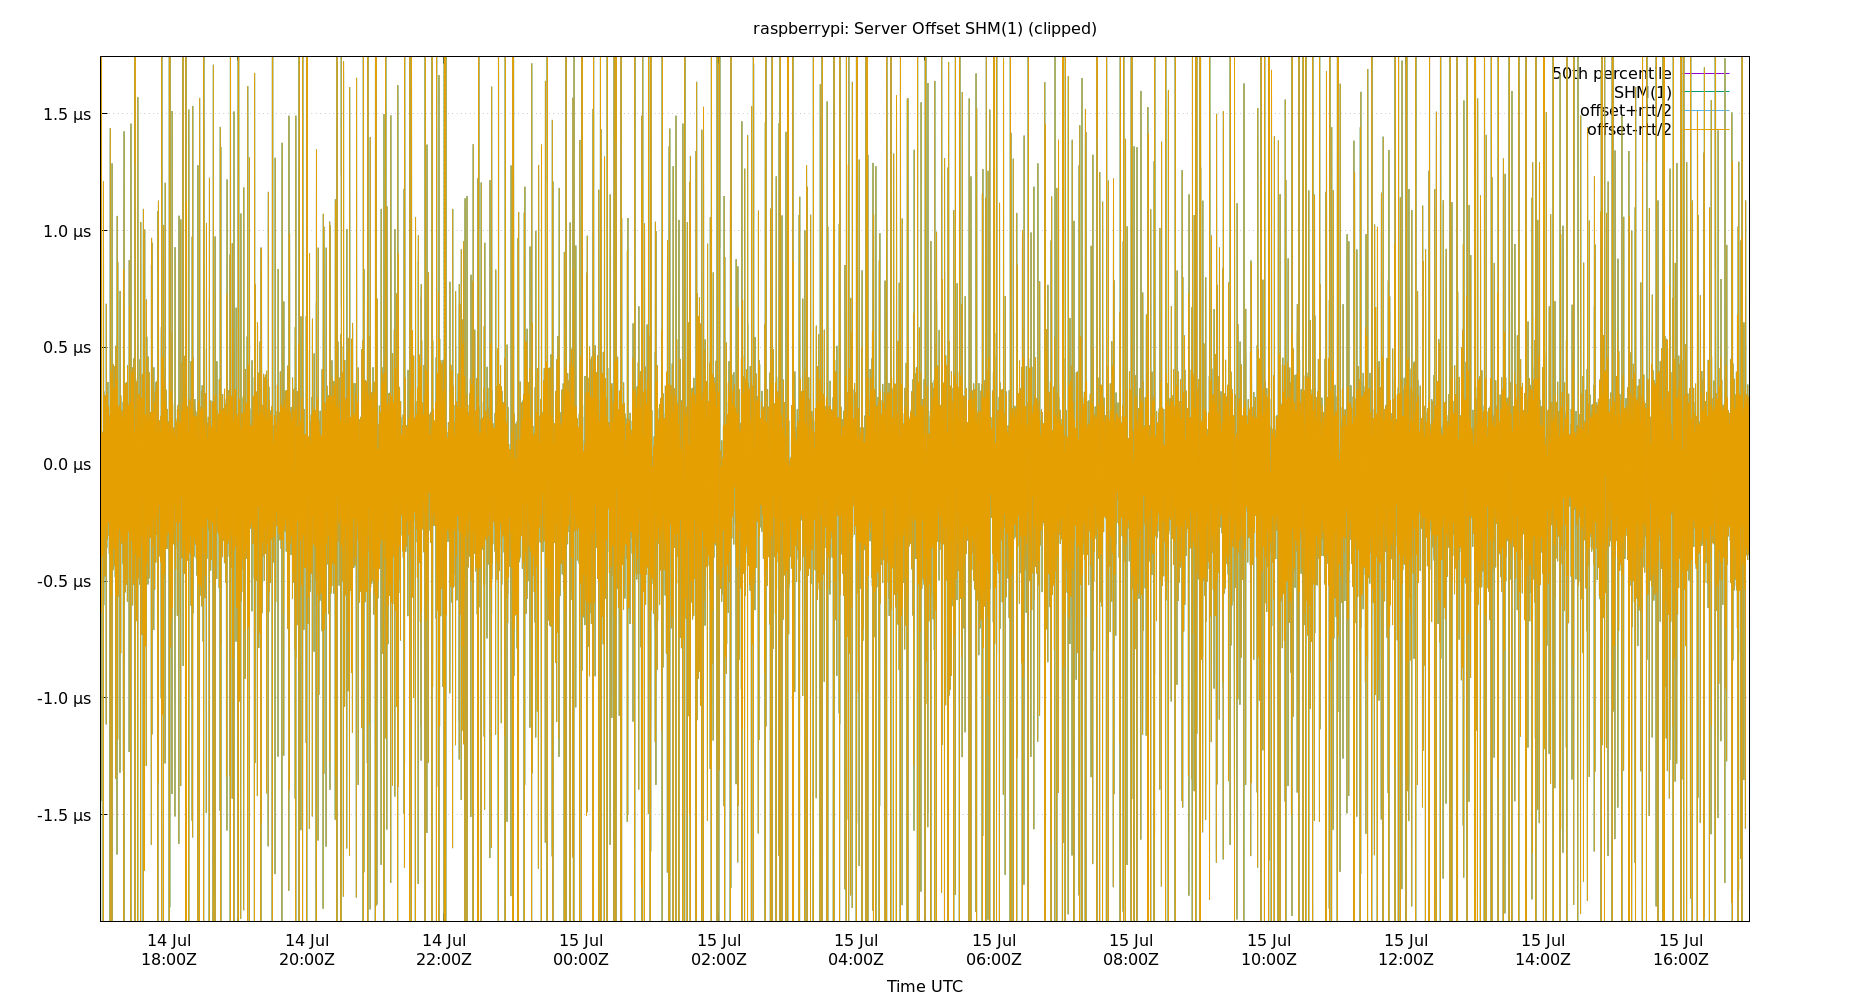 raspberrypi: Server Offset SHM(1) (clipped)
50th percentile
SHM(1)
offset+rtt/2
offset-rtt/2
1.5 µs
1.0 µs
0.5 µs
0.0 µs
-0.5 µs
-1.0 µs
-1.5 µs
14 Jul 14 Jul 14 Jul 15 Jul 15 Jul 15 Jul 15 Jul 15 Jul 15 Jul 15 Jul 15 Jul 15 Jul
18:00Z 20:00Z 22:00Z 00:00Z 02:00Z 04:00Z 06:00Z 08:00Z 10:00Z 12:00Z 14:00Z 16:00Z
Time UTC